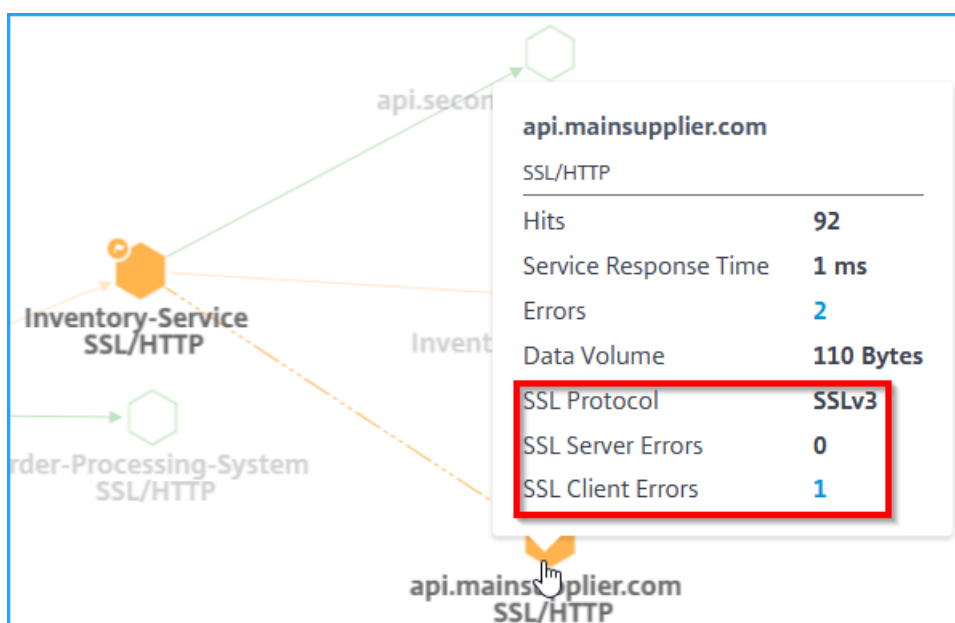 api.secon
api.mainsupplier.com
SSL/HTTP
Hits 92
Service Response Time 1 ms
Errors 2
Data Volume 110 Bytes
SSL Protocol SSLv3
SSL Server Errors 0
SSL Client Errors 1
Inventory-Service
SSL/HTTP
Invent
rder-Processing-System
SSL/HTTP
api.mainsupplier.com
SSL/HTTP